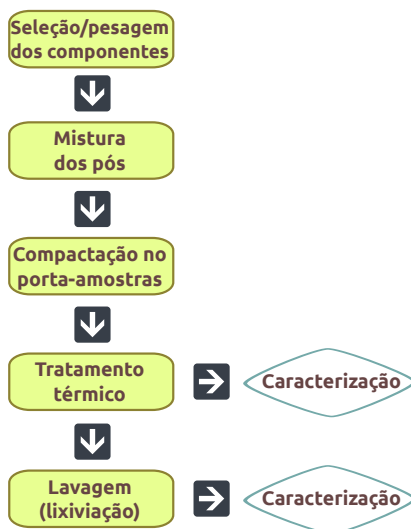 Seleção/pesagem
dos componentes
Mistura
dos pós
Compactação no
porta-amostras
Tratamento
térmico
Caracterização
Lavagem
(lixiviação)
Caracterização